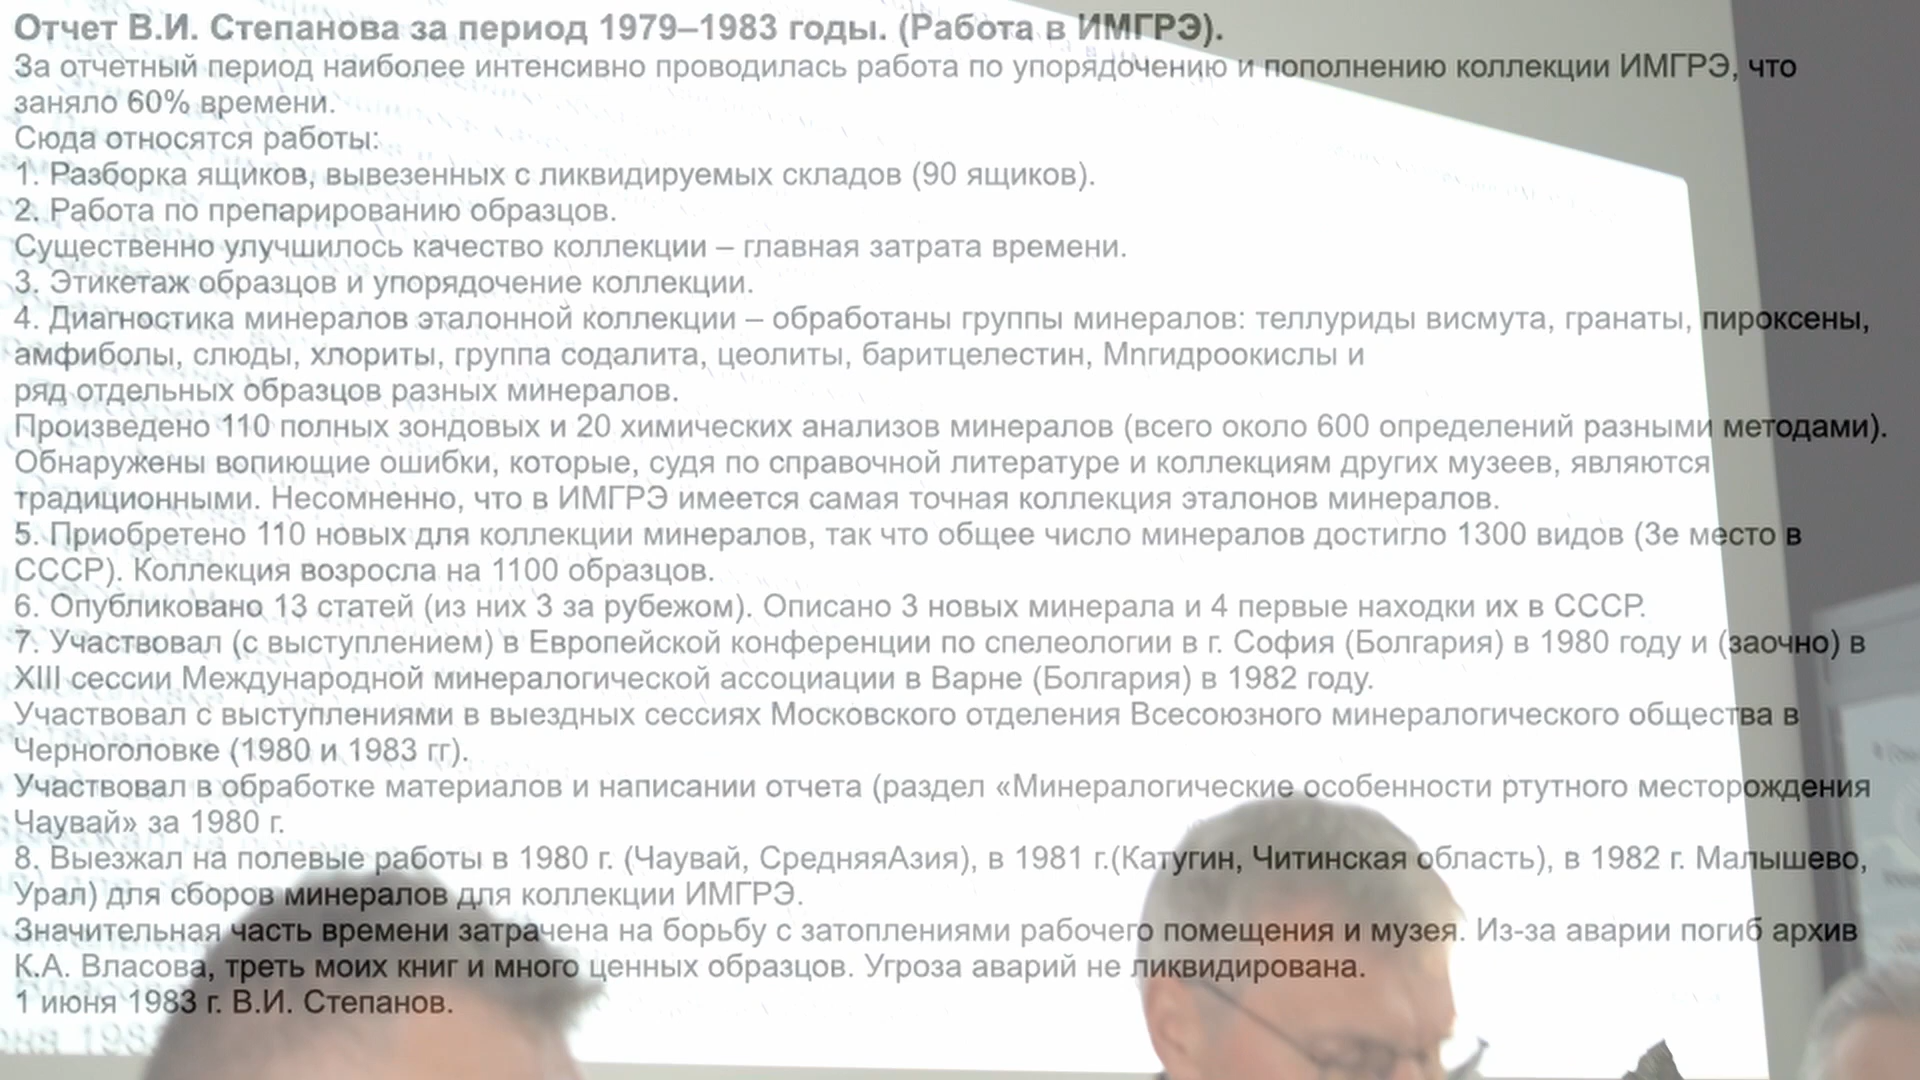 Отчет В.И. Степанова за период 1979–1983 годы. (Работа в ИМГРЭ).
За отчетный период наиболее интенсивно проводилась работа по упорядочению и пополнению коллекции ИМГРЭ, что
заняло 60% времени.
Сюда относятся работы:
1. Разборка ящиков, вывезенных с ликвидируемых складов (90 ящиков).
2. Работа по препарированию образцов.
Существенно улучшилось качество коллекции – главная затрата времени.
3. Этикетаж образцов и упорядочение коллекции.
4. Диагностика минералов эталонной коллекции – обработаны группы минералов: теллуриды висмута, гранаты, пироксены,
амфиболы, слюды, хлориты, группа содалита, цеолиты, баритцелестин, Mnгидроокислы и
ряд отдельных образцов разных минералов.
Произведено 110 полных зондовых и 20 химических анализов минералов (всего около 600 определений разными методами).
Обнаружены вопиющие ошибки, которые, судя по справочной литературе и коллекциям других музеев, являются
традиционными. Несомненно, что в ИМГРЭ имеется самая точная коллекция эталонов минералов.
5. Приобретено 110 новых для коллекции минералов, так что общее число минералов достигло 1300 видов (3е место в
СССР). Коллекция возросла на 1100 образцов.
6. Опубликовано 13 статей (из них 3 за рубежом). Описано 3 новых минерала и 4 первые находки их в СССР.
7. Участвовал (с выступлением) в Европейской конференции по спелеологии в г. София (Болгария) в 1980 году и (заочно) в
XIII сессии Международной минералогической ассоциации в Варне (Болгария) в 1982 году.
Участвовал с выступлениями в выездных сессиях Московского отделения Всесоюзного минералогического общества в
Черноголовке (1980 и 1983 гг).
Участвовал в обработке материалов и написании отчета (раздел «Минералогические особенности ртутного месторождения
Чаувай» за 1980 г.
8. Выезжал на полевые работы в 1980 г. (Чаувай, СредняяАзия), в 1981 г.(Катугин, Читинская область), в 1982 г. Малышево,
Урал) для сборов минералов для коллекции ИМГРЭ.
Значительная часть времени затрачена на борьбу с затоплениями рабочего помещения и музея. Из-за аварии погиб архив
К.А. Власова, треть моих книг и много ценных образцов. Угроза аварий не ликвидирована.
1 июня 1983 г. В.И. Степанов.